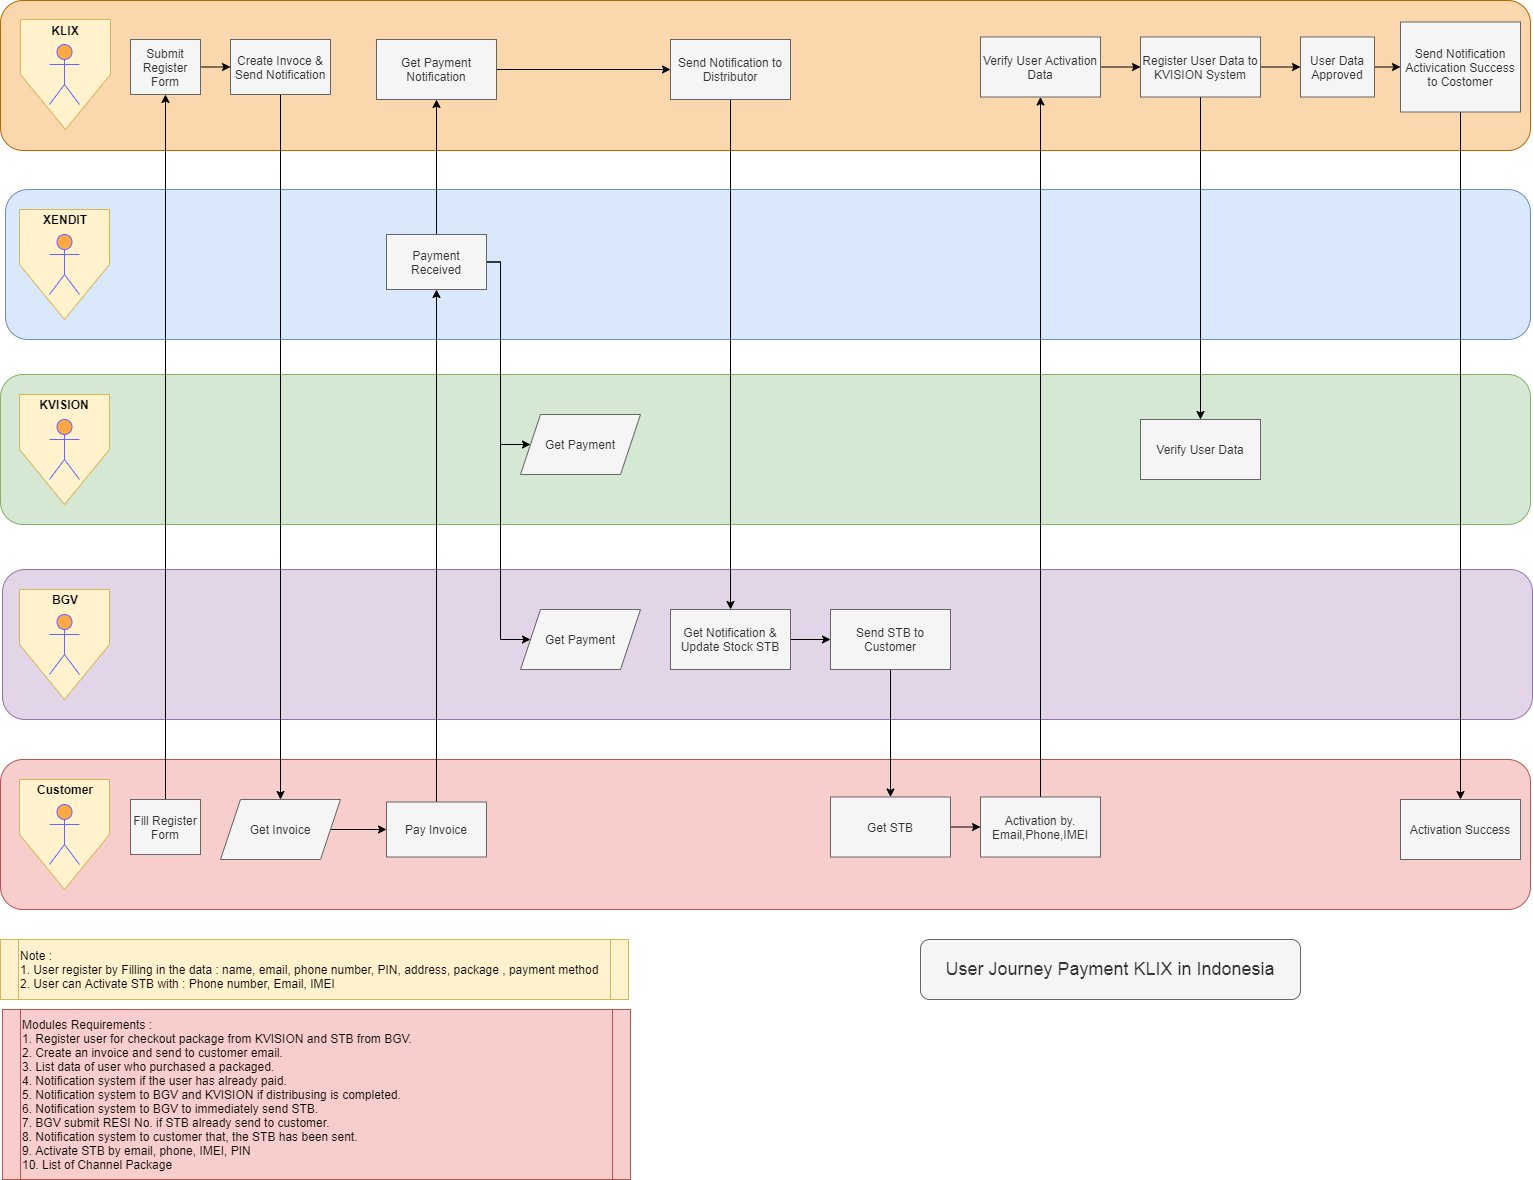 KLIX
Submit
Register
Form
Create Invoce &
Send Notification
Get Payment
Notification
Send Notification to
Distributor
Verify User Activation
Data
Register User Data to
KVISION System
User Data
Approved
Send Notification
Activication Success
to Costomer
XENDIT
Payment
Received
KVISION
Get Payment
Verify User Data
BGV
Get Payment
Get Notification &
Update Stock STB
Send STB to
Customer
Customer
Fill Register
Form
Get Invoice
Pay Invoice
Get STB
Activation by.
Email,Phone,IMEI
Activation Success
Note :
1. User register by Filling in the data : name, email, phone number, PIN, address, package , payment method
2. User can Activate STB with : Phone number, Email, IMEI
User Journey Payment KLIX in Indonesia
Modules Requirements :
1. Register user for checkout package from KVISION and STB from BGV.
2. Create an invoice and send to customer email.
3. List data of user who purchased a packaged.
4. Notification system if the user has already paid.
5. Notification system to BGV and KVISION if distribusing is completed.
6. Notification system to BGV to immediately send STB.
7. BGV submit RESI No. if STB already send to customer.
8. Notification system to customer that, the STB has been sent.
9. Activate STB by email, phone, IMEI, PIN
10. List of Channel Package